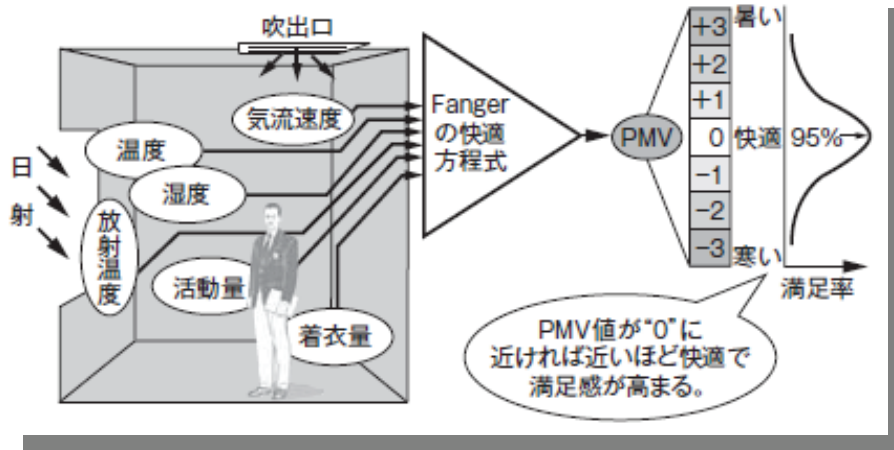 吹出口
気流速度
温度
湿度
日
射
放射温度
活動量
着衣量
Fanger
の快適
方程式
PMV
+3
+2
+1
0
-1
-2
-3
暑い
快適
寒い
95%
満足率
PMV値が“0”に
近ければ近いほど快適で
満足感が高まる。